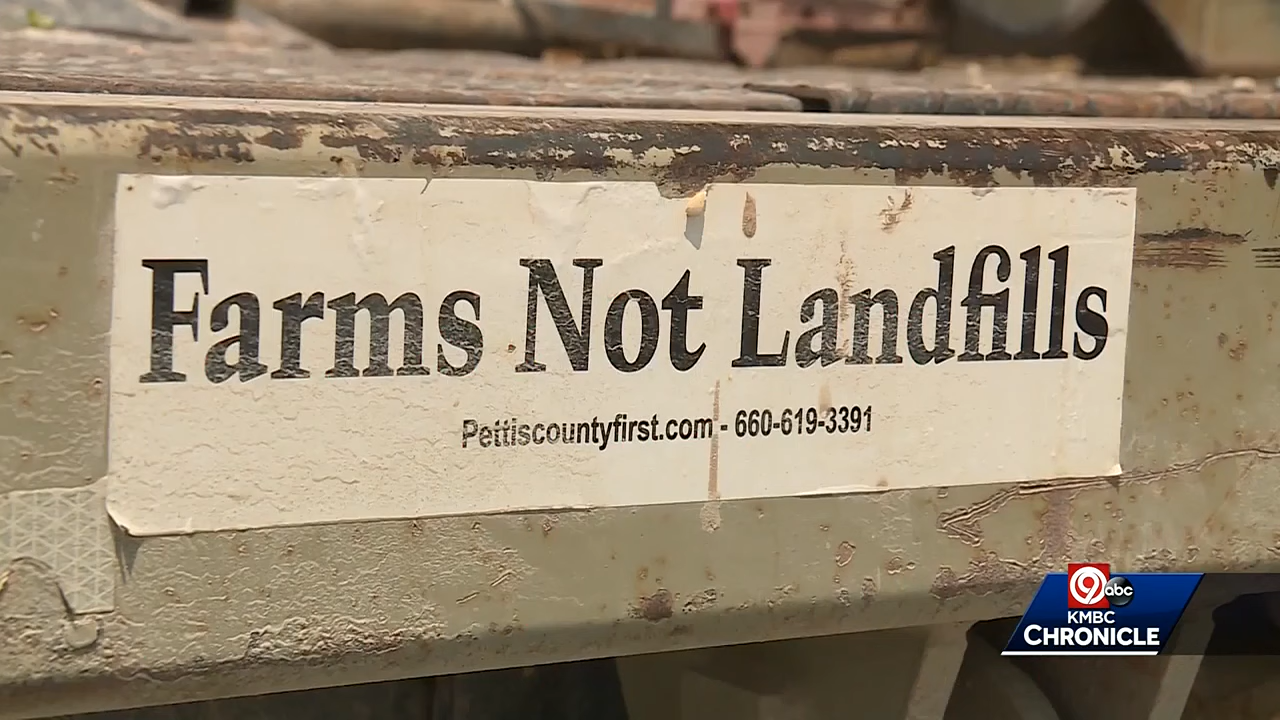 Farms Not Landfills
Pettiscountyfirst.com - 660-619-3391
9 abc
KMBC
CHRONICLE